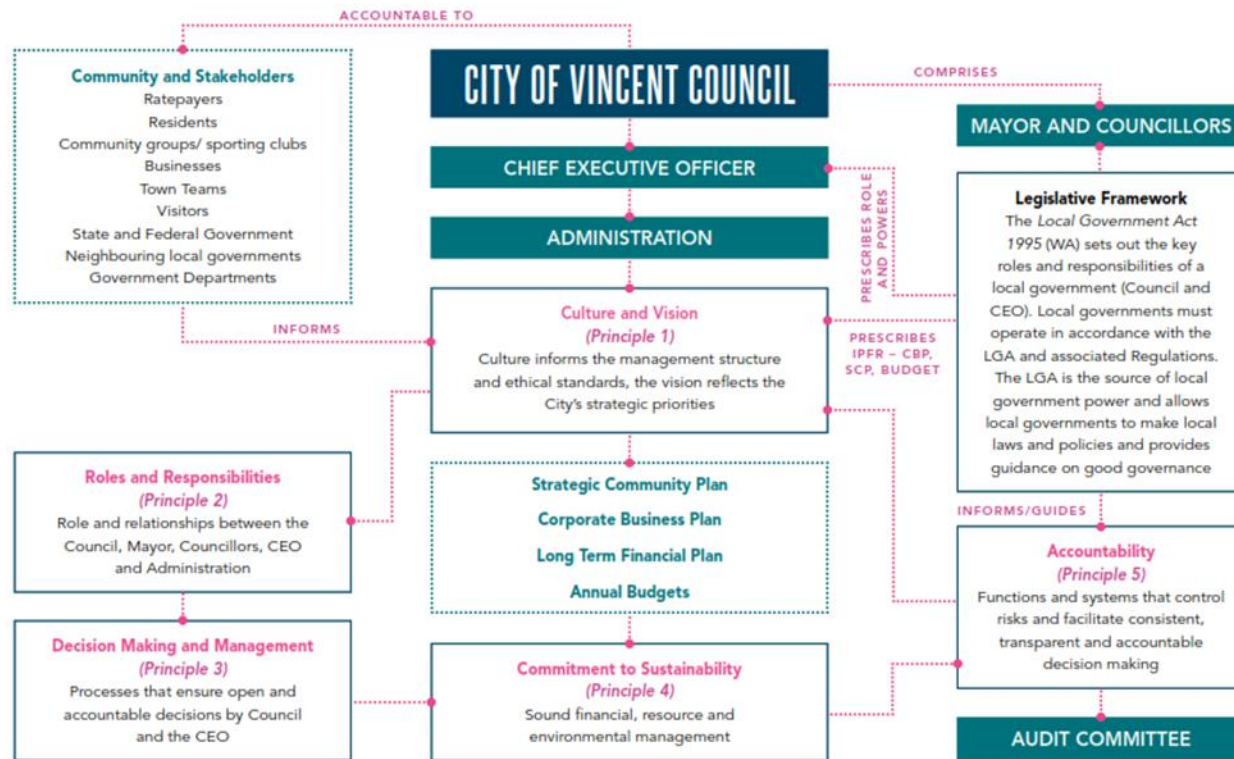 ACCOUNTABLE TO
Community and Stakeholders
Ratepayers
Residents
Community groups/ sporting clubs
Businesses
Town Teams
Visitors
State and Federal Government
Neighbouring local governments
Government Departments
CITY OF VINCENT COUNCIL
COMPRISES
MAYOR AND COUNCILLORS
CHIEF EXECUTIVE OFFICER
ADMINISTRATION
PRESCRIBES ROLE
AND POWERS
Legislative Framework
The Local Government Act
1995 (WA) sets out the key
roles and responsibilities of a
local government (Council and
CEO). Local governments must
operate in accordance with the
LGA and associated Regulations.
The LGA is the source of local
government power and allows
local governments to make local
laws and policies and provides
guidance on good governance
INFORMS
Culture and Vision
(Principle 1)
Culture informs the management structure
and ethical standards, the vision reflects the
City's strategic priorities
PRESCRIBES
IPFR – CBP,
SCP, BUDGET
Roles and Responsibilities
(Principle 2)
Role and relationships between the
Council, Mayor, Councillors, CEO
and Administration
Strategic Community Plan
Corporate Business Plan
Long Term Financial Plan
Annual Budgets
INFORMS/GUIDES
Accountability
(Principle 5)
Functions and systems that control
risks and facilitate consistent,
transparent and accountable
decision making
Decision Making and Management
(Principle 3)
Processes that ensure open and
accountable decisions by Council
and the CEO
Commitment to Sustainability
(Principle 4)
Sound financial, resource and
environmental management
AUDIT COMMITTEE